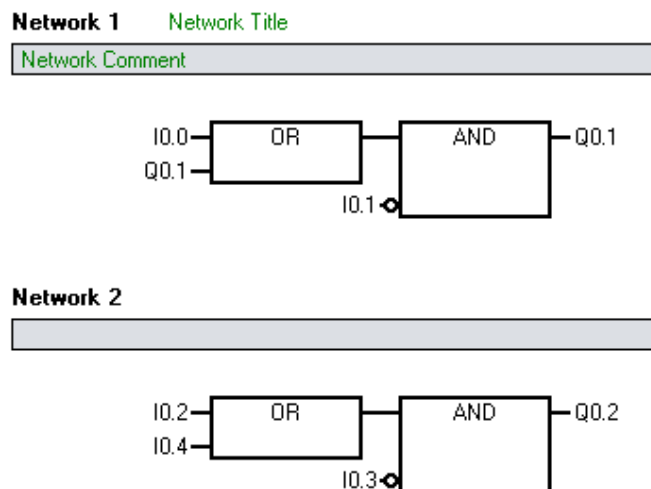 Network 1 Network Title
Network Comment
I0.0 OR AND Q0.1
Q0.1
I0.1
Network 2
I0.2 OR AND Q0.2
I0.4
I0.3